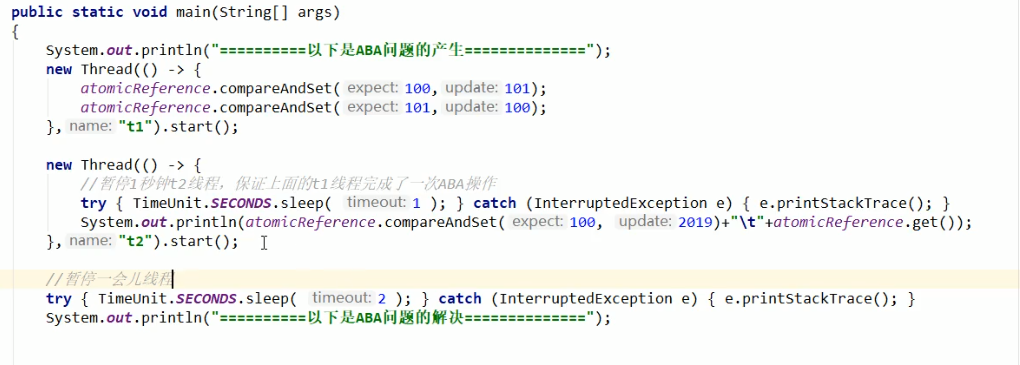 public static void main(String[] args)
{
System.out.println("==========以下是ABA问题的产生==============");
new Thread(() -> {
atomicReference.compareAndSet( expect: 100, update: 101);
atomicReference.compareAndSet( expect: 101, update: 100);
}, name: "t1").start();
new Thread(() -> {
//暂停1秒钟t2线程，保证上面的t1线程完成了一次ABA操作
try { TimeUnit.SECONDS.sleep( timeout: 1 ); } catch (InterruptedException e) { e.printStackTrace(); }
System.out.println(atomicReference.compareAndSet( expect: 100, update: 2019)+"\t"+atomicReference.get());
}, name: "t2").start();
//暂停一会儿线程
try { TimeUnit.SECONDS.sleep( timeout: 2 ); } catch (InterruptedException e) { e.printStackTrace(); }
System.out.println("==========以下是ABA问题的解决==============");